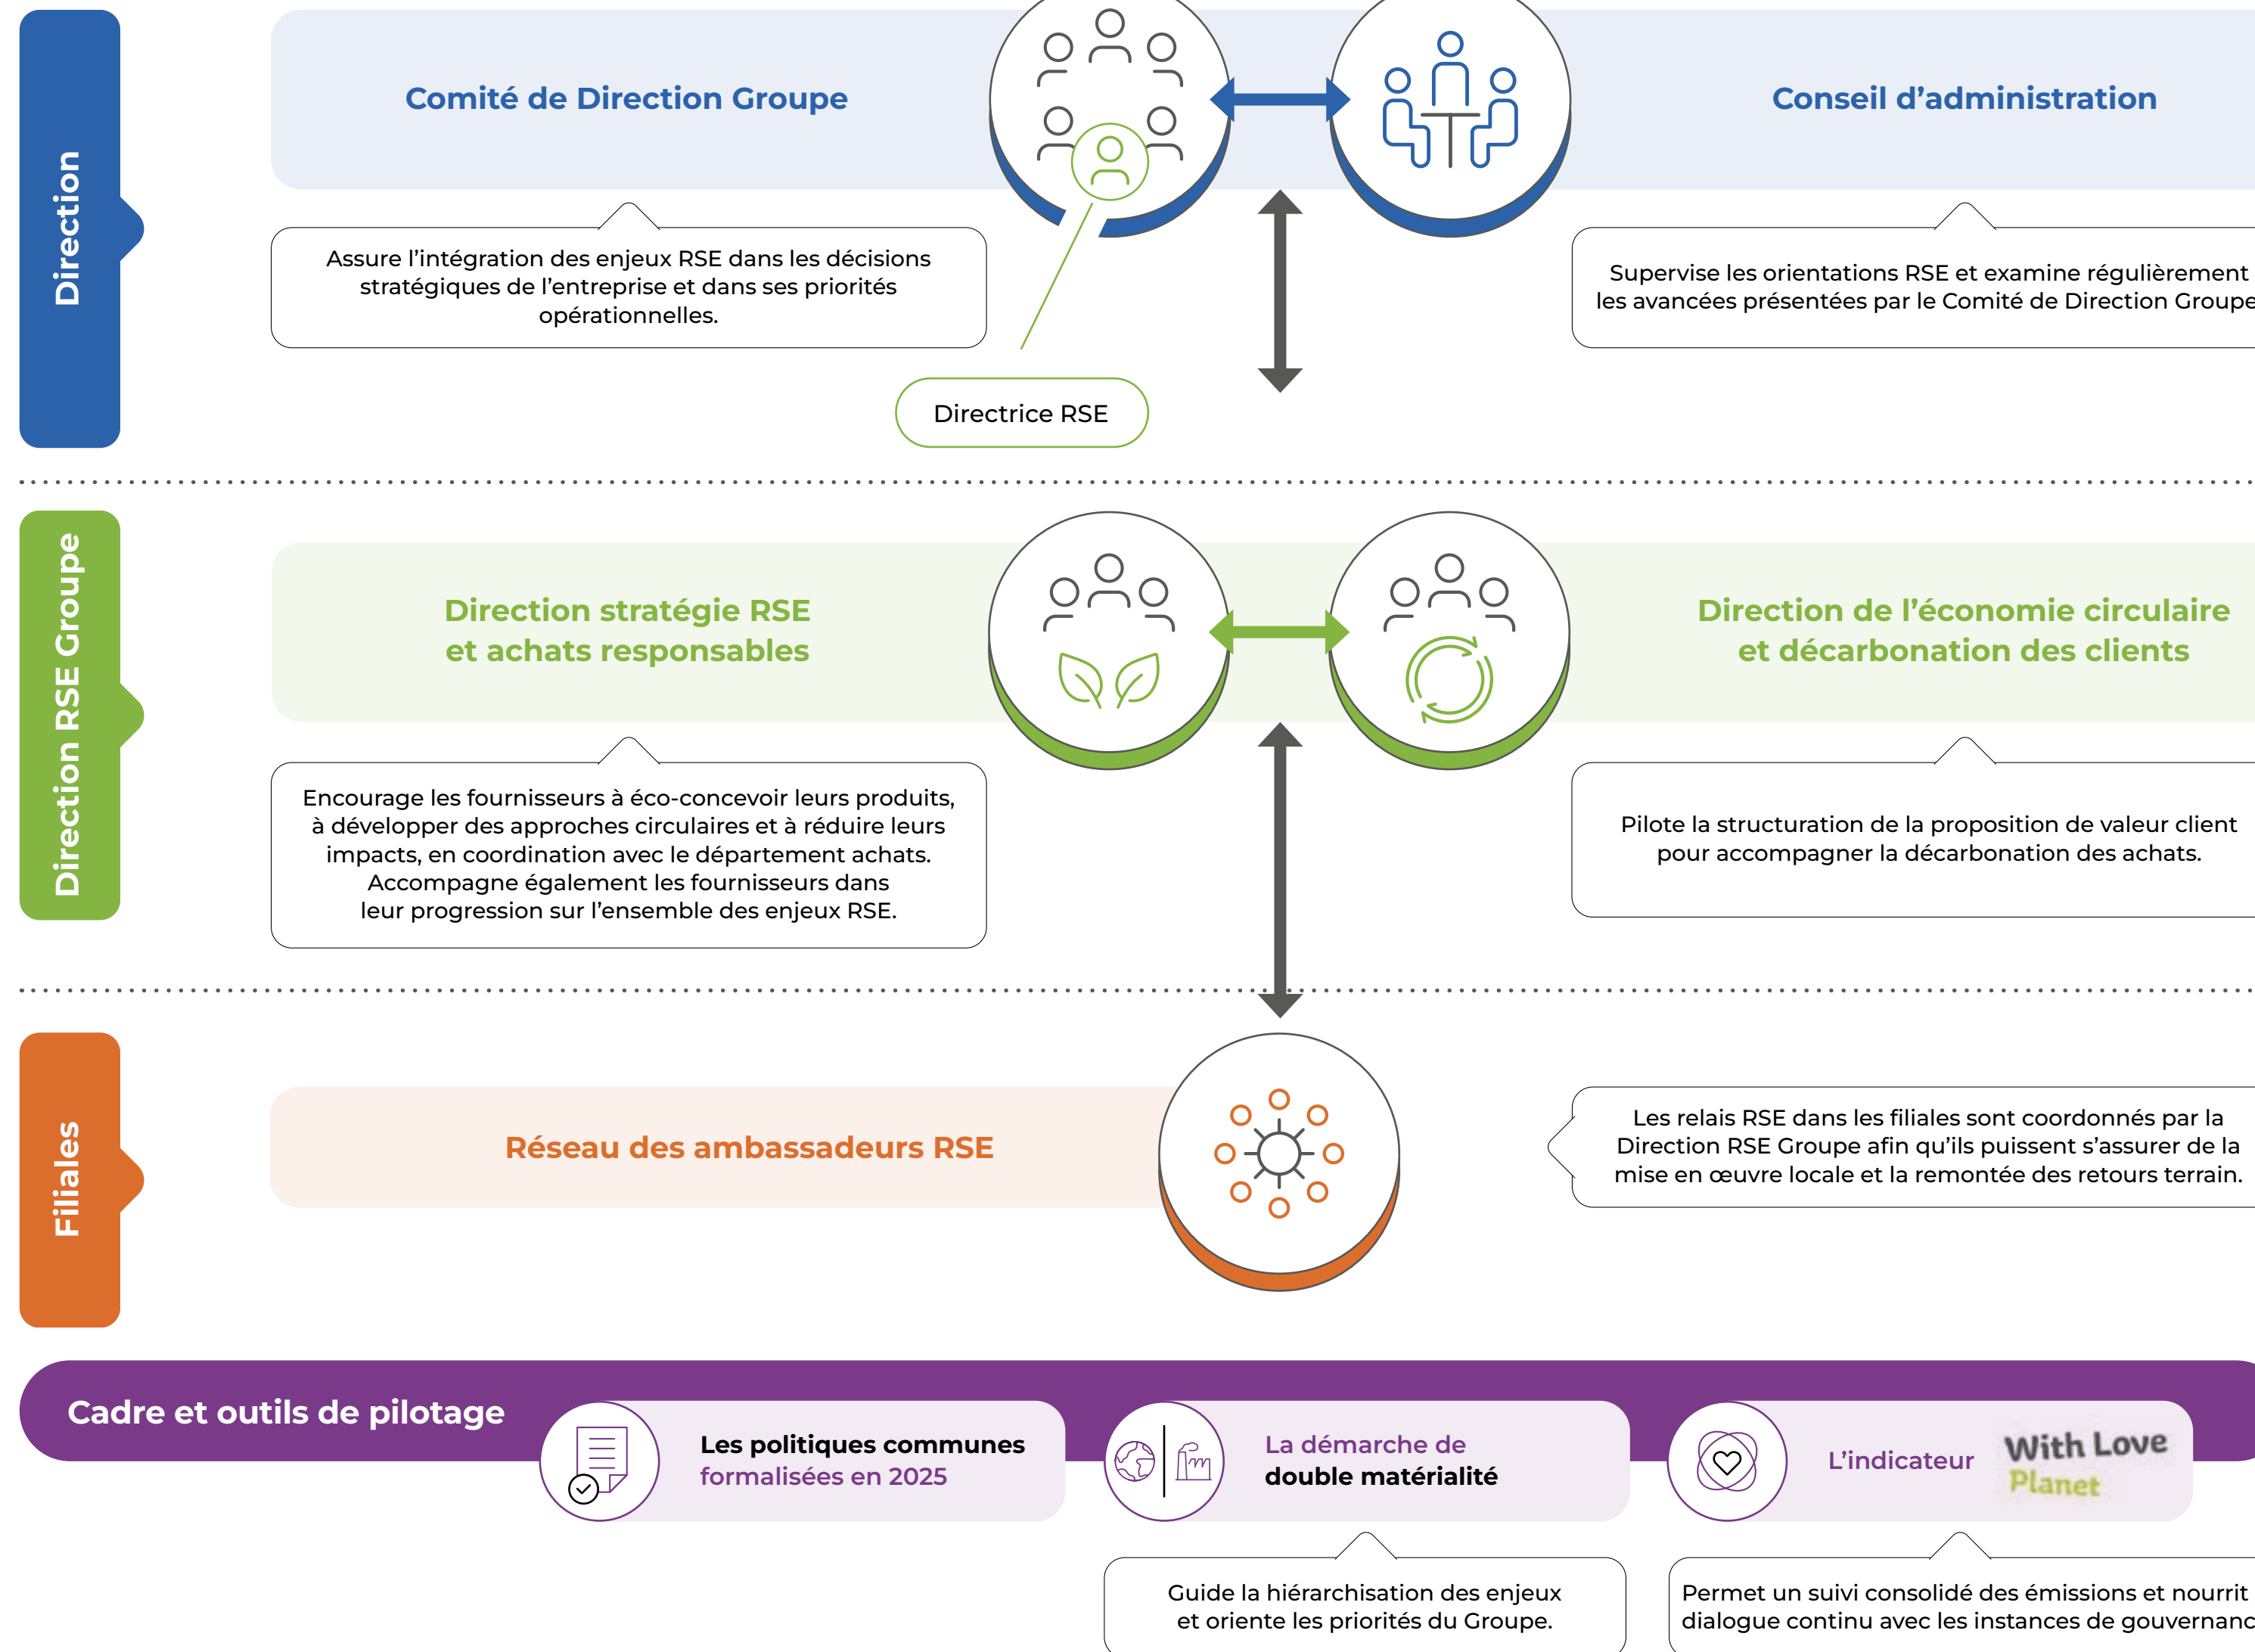 Direction
Comité de Direction Groupe
Conseil d'administration
Assure l'intégration des enjeux RSE dans les décisions
stratégiques de l'entreprise et dans ses priorités
opérationnelles.
Supervise les orientations RSE et examine régulièrement
les avancées présentées par le Comité de Direction Groupe
Directrice RSE
Direction RSE Groupe
Direction stratégie RSE
et achats responsables
Direction de l'économie circulaire
et décarbonation des clients
Encourage les fournisseurs à éco-concevoir leurs produits,
à développer des approches circulaires et à réduire leurs
impacts, en coordination avec le département achats.
Accompagne également les fournisseurs dans
leur progression sur l'ensemble des enjeux RSE.
Pilote la structuration de la proposition de valeur client
pour accompagner la décarbonation des achats.
Filiales
Réseau des ambassadeurs RSE
Les relais RSE dans les filiales sont coordonnés par la
Direction RSE Groupe afin qu'ils puissent s'assurer de la
mise en œuvre locale et la remontée des retours terrain.
Cadre et outils de pilotage
Les politiques communes
formalisées en 2025
La démarche de
double matérialité
L'indicateur
With Love
Planet
Guide la hiérarchisation des enjeux
et oriente les priorités du Groupe.
Permet un suivi consolidé des émissions et nourrit
dialogue continu avec les instances de